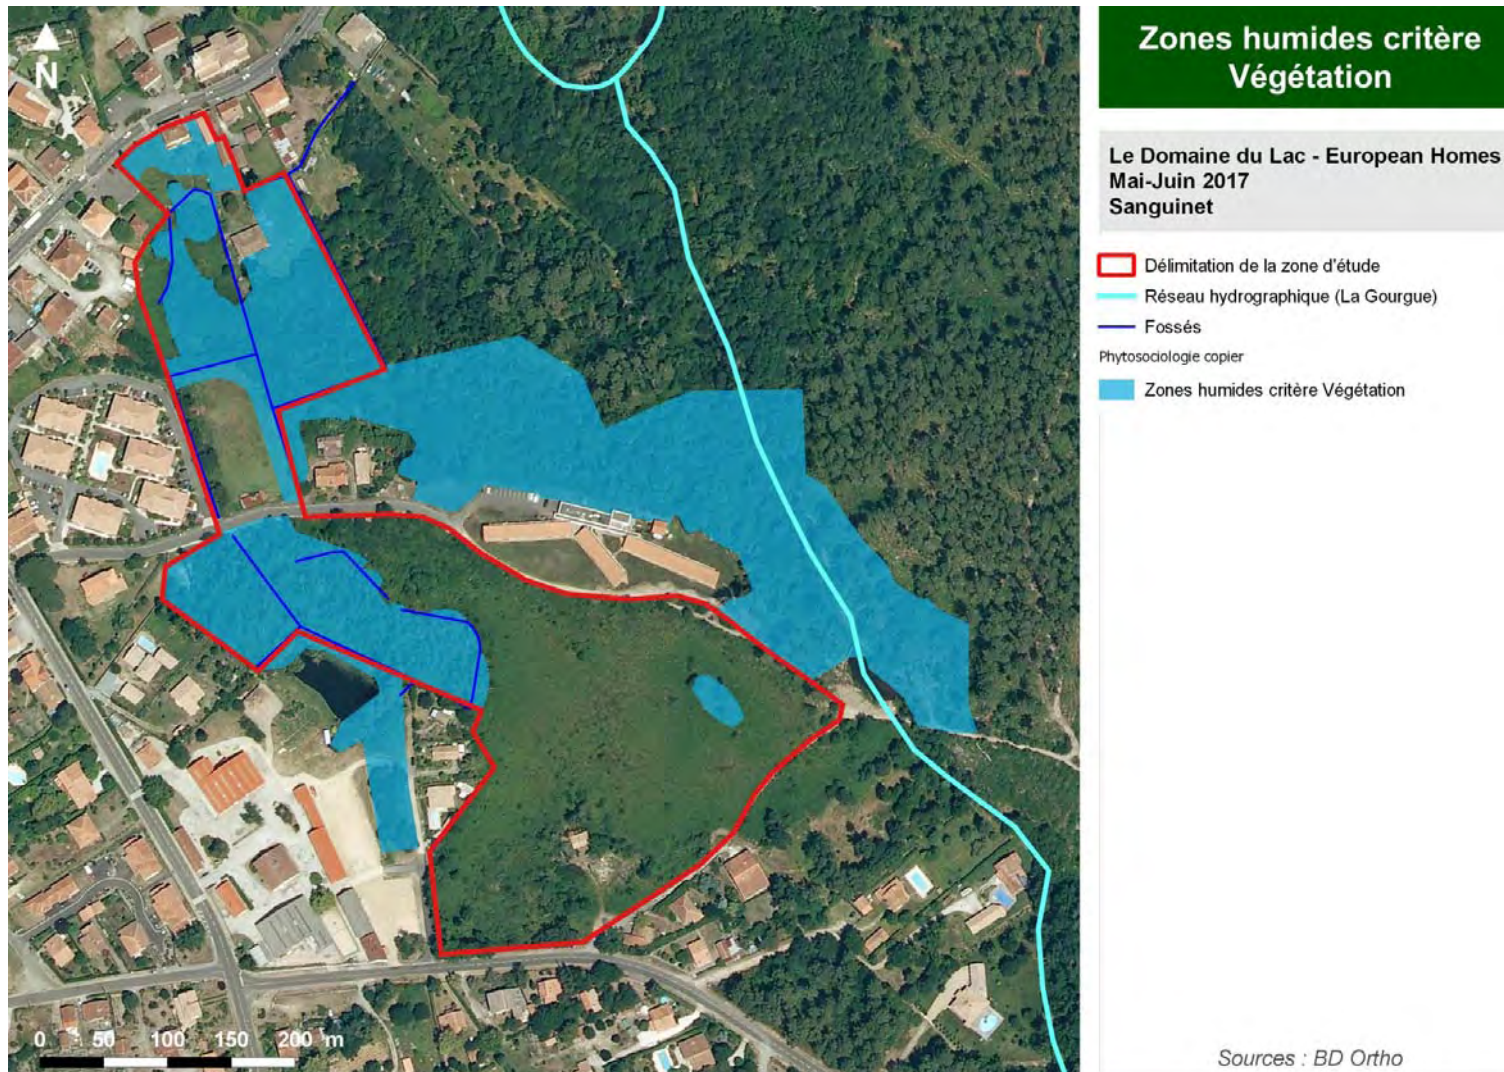 Zones humides critère
Végétation
Le Domaine du Lac - European Homes
Mai-Juin 2017
Sanguinet
Délimitation de la zone d'étude
Réseau hydrographique (La Gourgue)
Fossés
Phytosociologie copier
Zones humides critère Végétation
N
0 50 100 150 200 m
Sources : BD Ortho